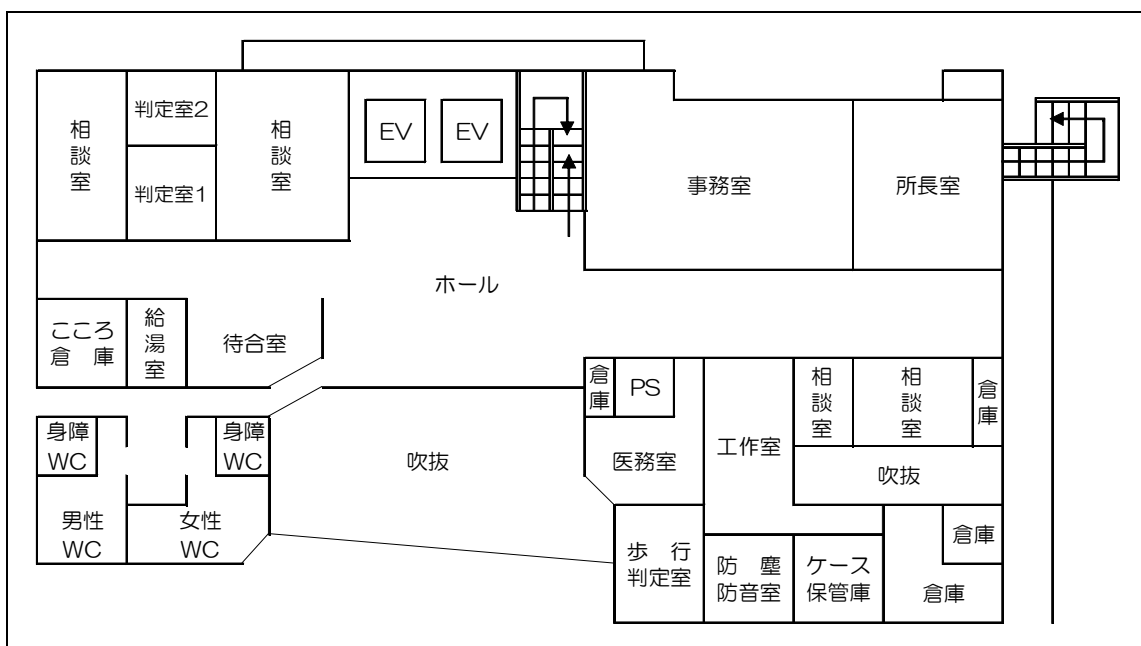 相談室
判定室2
判定室1
相談室
EV
EV
事務室
所長室
ホール
こころ
倉庫
給湯室
待合室
倉庫
PS
相談室
相談室
倉庫
身障
WC
身障
WC
吹抜
医務室
工作室
吹抜
男性
WC
女性
WC
歩行
判定室
防塵
防音室
ケース
保管庫
倉庫
倉庫